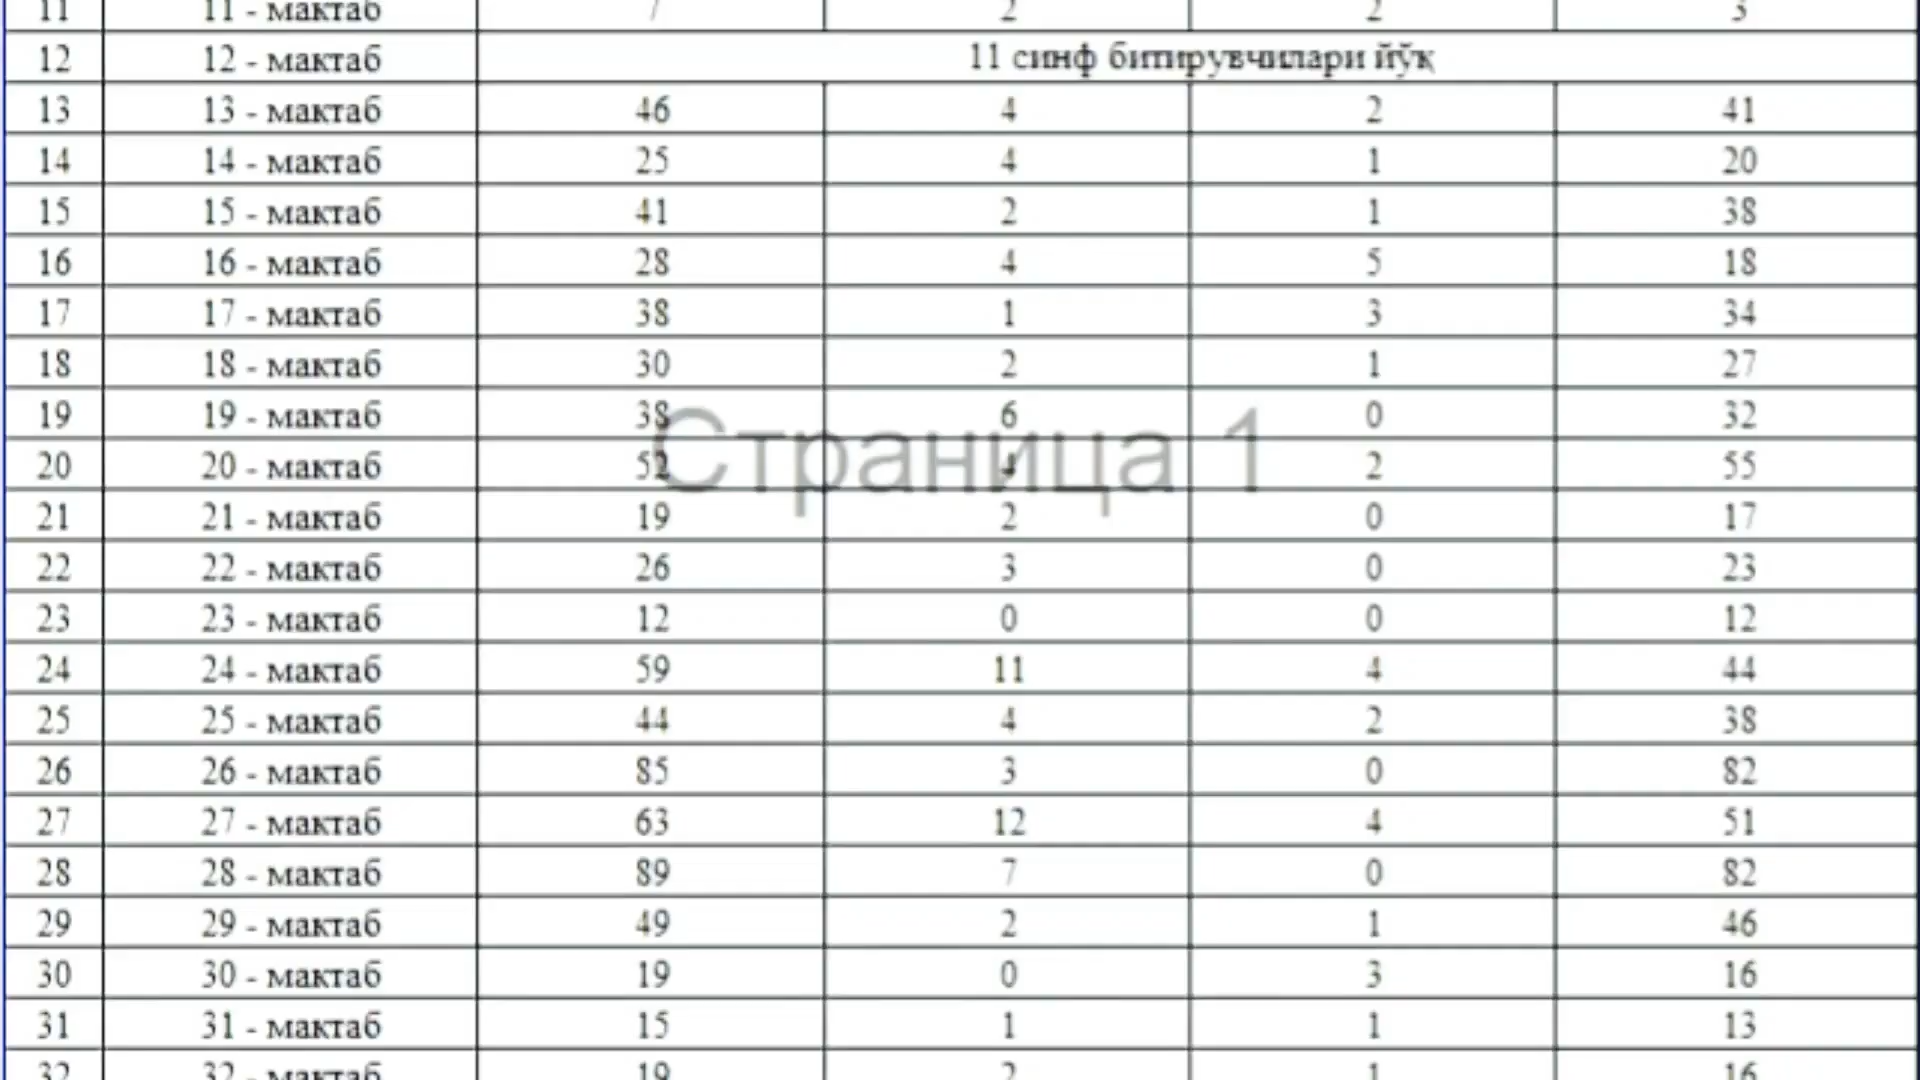 11 11 - мактаб 7 2 2 3
12 12 - мактаб 11 синф битирувчилари йўқ
13 13 - мактаб 46 4 2 41
14 14 - мактаб 25 4 1 20
15 15 - мактаб 41 2 1 38
16 16 - мактаб 28 4 5 18
17 17 - мактаб 38 1 3 34
18 18 - мактаб 30 2 1 27
19 19 - мактаб 38 6 0 32
Страница 1
20 20 - мактаб 2 55
21 21 - мактаб 19 2 0 17
22 22 - мактаб 26 3 0 23
23 23 - мактаб 12 0 0 12
24 24 - мактаб 59 11 4 44
25 25 - мактаб 44 4 2 38
26 26 - мактаб 85 3 0 82
27 27 - мактаб 63 12 4 51
28 28 - мактаб 89 7 0 82
29 29 - мактаб 49 2 1 46
30 30 - мактаб 19 0 3 16
31 31 - мактаб 15 1 1 13
32 32 - мактаб 19 2 1 16